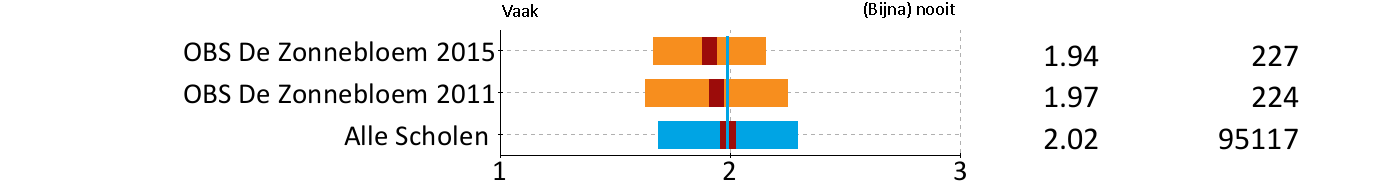 Vaak (Bijna) nooit
OBS De Zonnebloem 2015 1.94 227
OBS De Zonnebloem 2011 1.97 224
Alle Scholen 2.02 95117
1 2 3